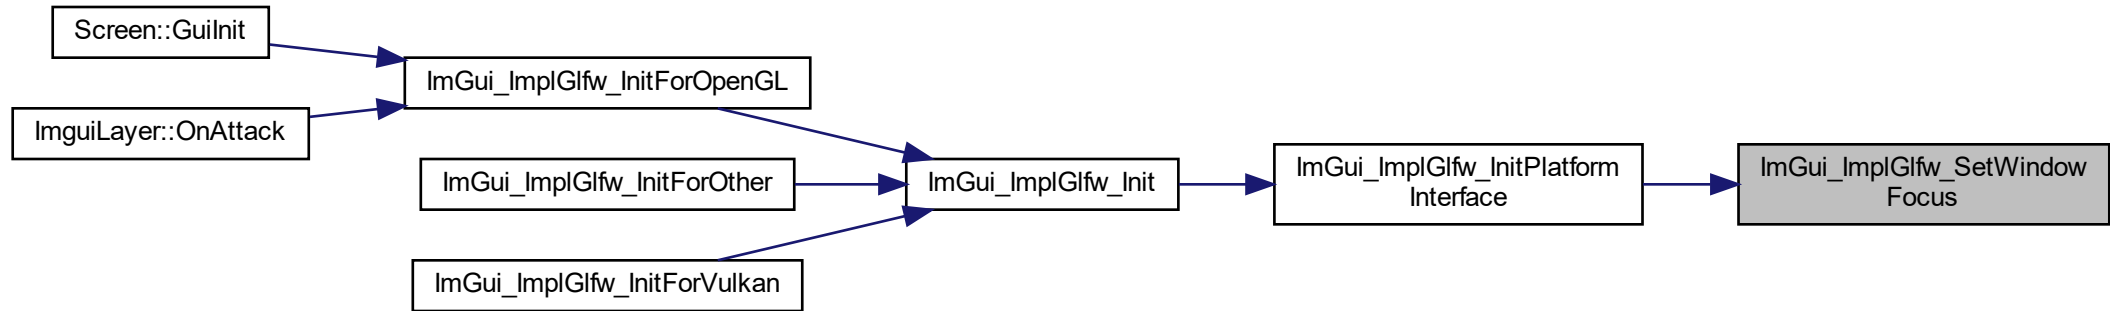 Screen::GuiInit
ImGui_ImplGlfw_InitForOpenGL
ImguiLayer::OnAttack
ImGui_ImplGlfw_InitForOther
ImGui_ImplGlfw_Init
ImGui_ImplGlfw_InitPlatform
Interface
ImGui_ImplGlfw_SetWindow
Focus
ImGui_ImplGlfw_InitForVulkan